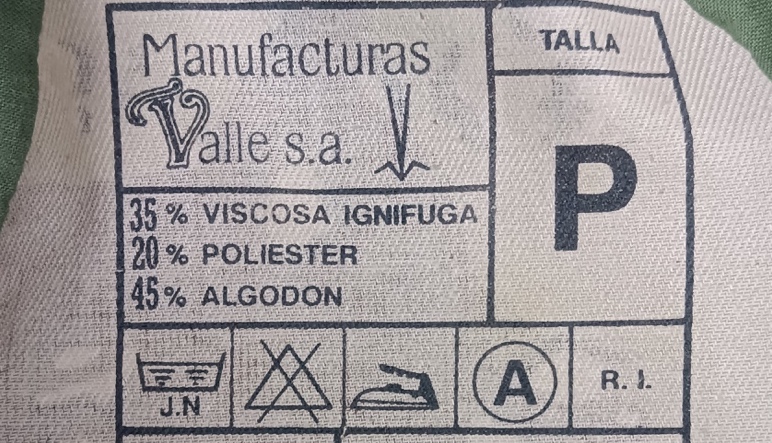 Manufacturas
Valle s.a.
TALLA
P
35 % VISCOSA IGNIFUGA
20 % POLIESTER
45% ALGODON
J.N
A
R. I.